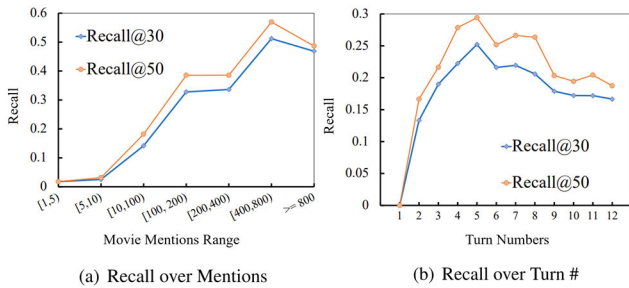 0.6
0.5
0.4
0.3
0.2
0.1
0
Recall
Recall@30
Recall@50
[1,5)
[5,10)
[10,100)
[100, 200)
[200,400)
[400,800)
>= 800
Movie Mentions Range
(a) Recall over Mentions
0.3
0.25
0.2
0.15
0.1
0.05
0
Recall
Recall@30
Recall@50
1 2 3 4 5 6 7 8 9 10 11 12
Turn Numbers
(b) Recall over Turn #